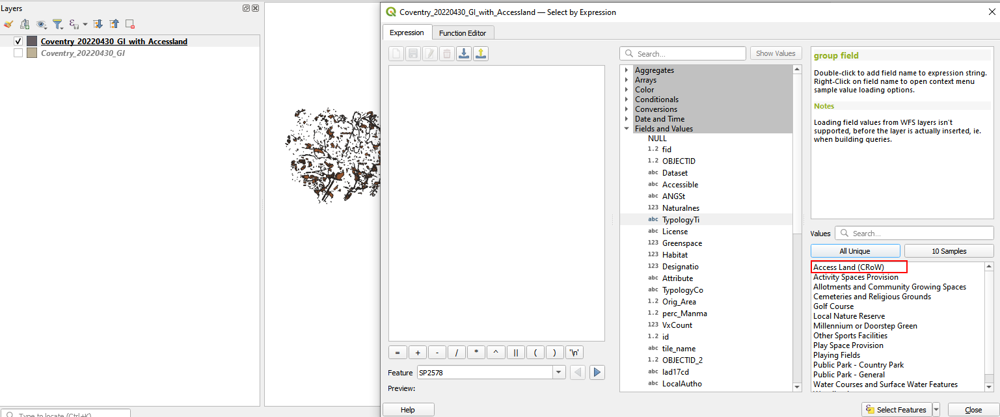 Layers
Coventry_20220430_GI_with_Accessland
Coventry_20220430_GI
Type to locate (Ctrl+K)
Coventry_20220430_GI_with_Accessland — Select by Expression
Expression
Function Editor
Search...
Show Values
Aggregates
Arrays
Color
Conditionals
Conversions
Date and Time
Fields and Values
NULL
1.2 fid
1.2 OBJECTID
abc Dataset
abc Accessible
abc ANGSt
123 Naturalnes
abc TypologyTi
abc License
123 Greenspace
123 Habitat
123 Designatio
abc Attribute
abc TypologyCo
1.2 Orig_Area
1.2 perc_Manma
123 VxCount
1.2 id
abc tile_name
1.2 OBJECTID_2
abc lad17cd
abc LocalAutho
= + - / * ^ || ( ) '\n'
Feature SP2578
Preview:
group field
Double-click to add field name to expression string.
Right-Click on field name to open context menu
sample value loading options.
Notes
Loading field values from WFS layers isn't
supported, before the layer is actually inserted, ie.
when building queries.
Values
Search...
All Unique
10 Samples
Access Land (CRoW)
Activity Spaces Provision
Allotments and Community Growing Spaces
Cemeteries and Religious Grounds
Golf Course
Local Nature Reserve
Millennium or Doorstep Green
Other Sports Facilities
Play Space Provision
Playing Fields
Public Park - Country Park
Public Park - General
Water Courses and Surface Water Features
Help
Select Features
Close